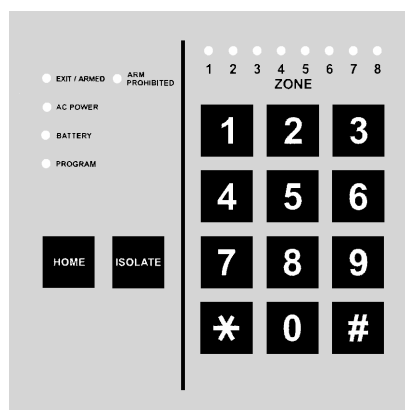 EXIT / ARMED
ARM
PROHIBITED
AC POWER
BATTERY
PROGRAM
HOME ISOLATE
1 2 3 4 5 6 7 8
ZONE
1 2 3
4 5 6
7 8 9
* 0 #